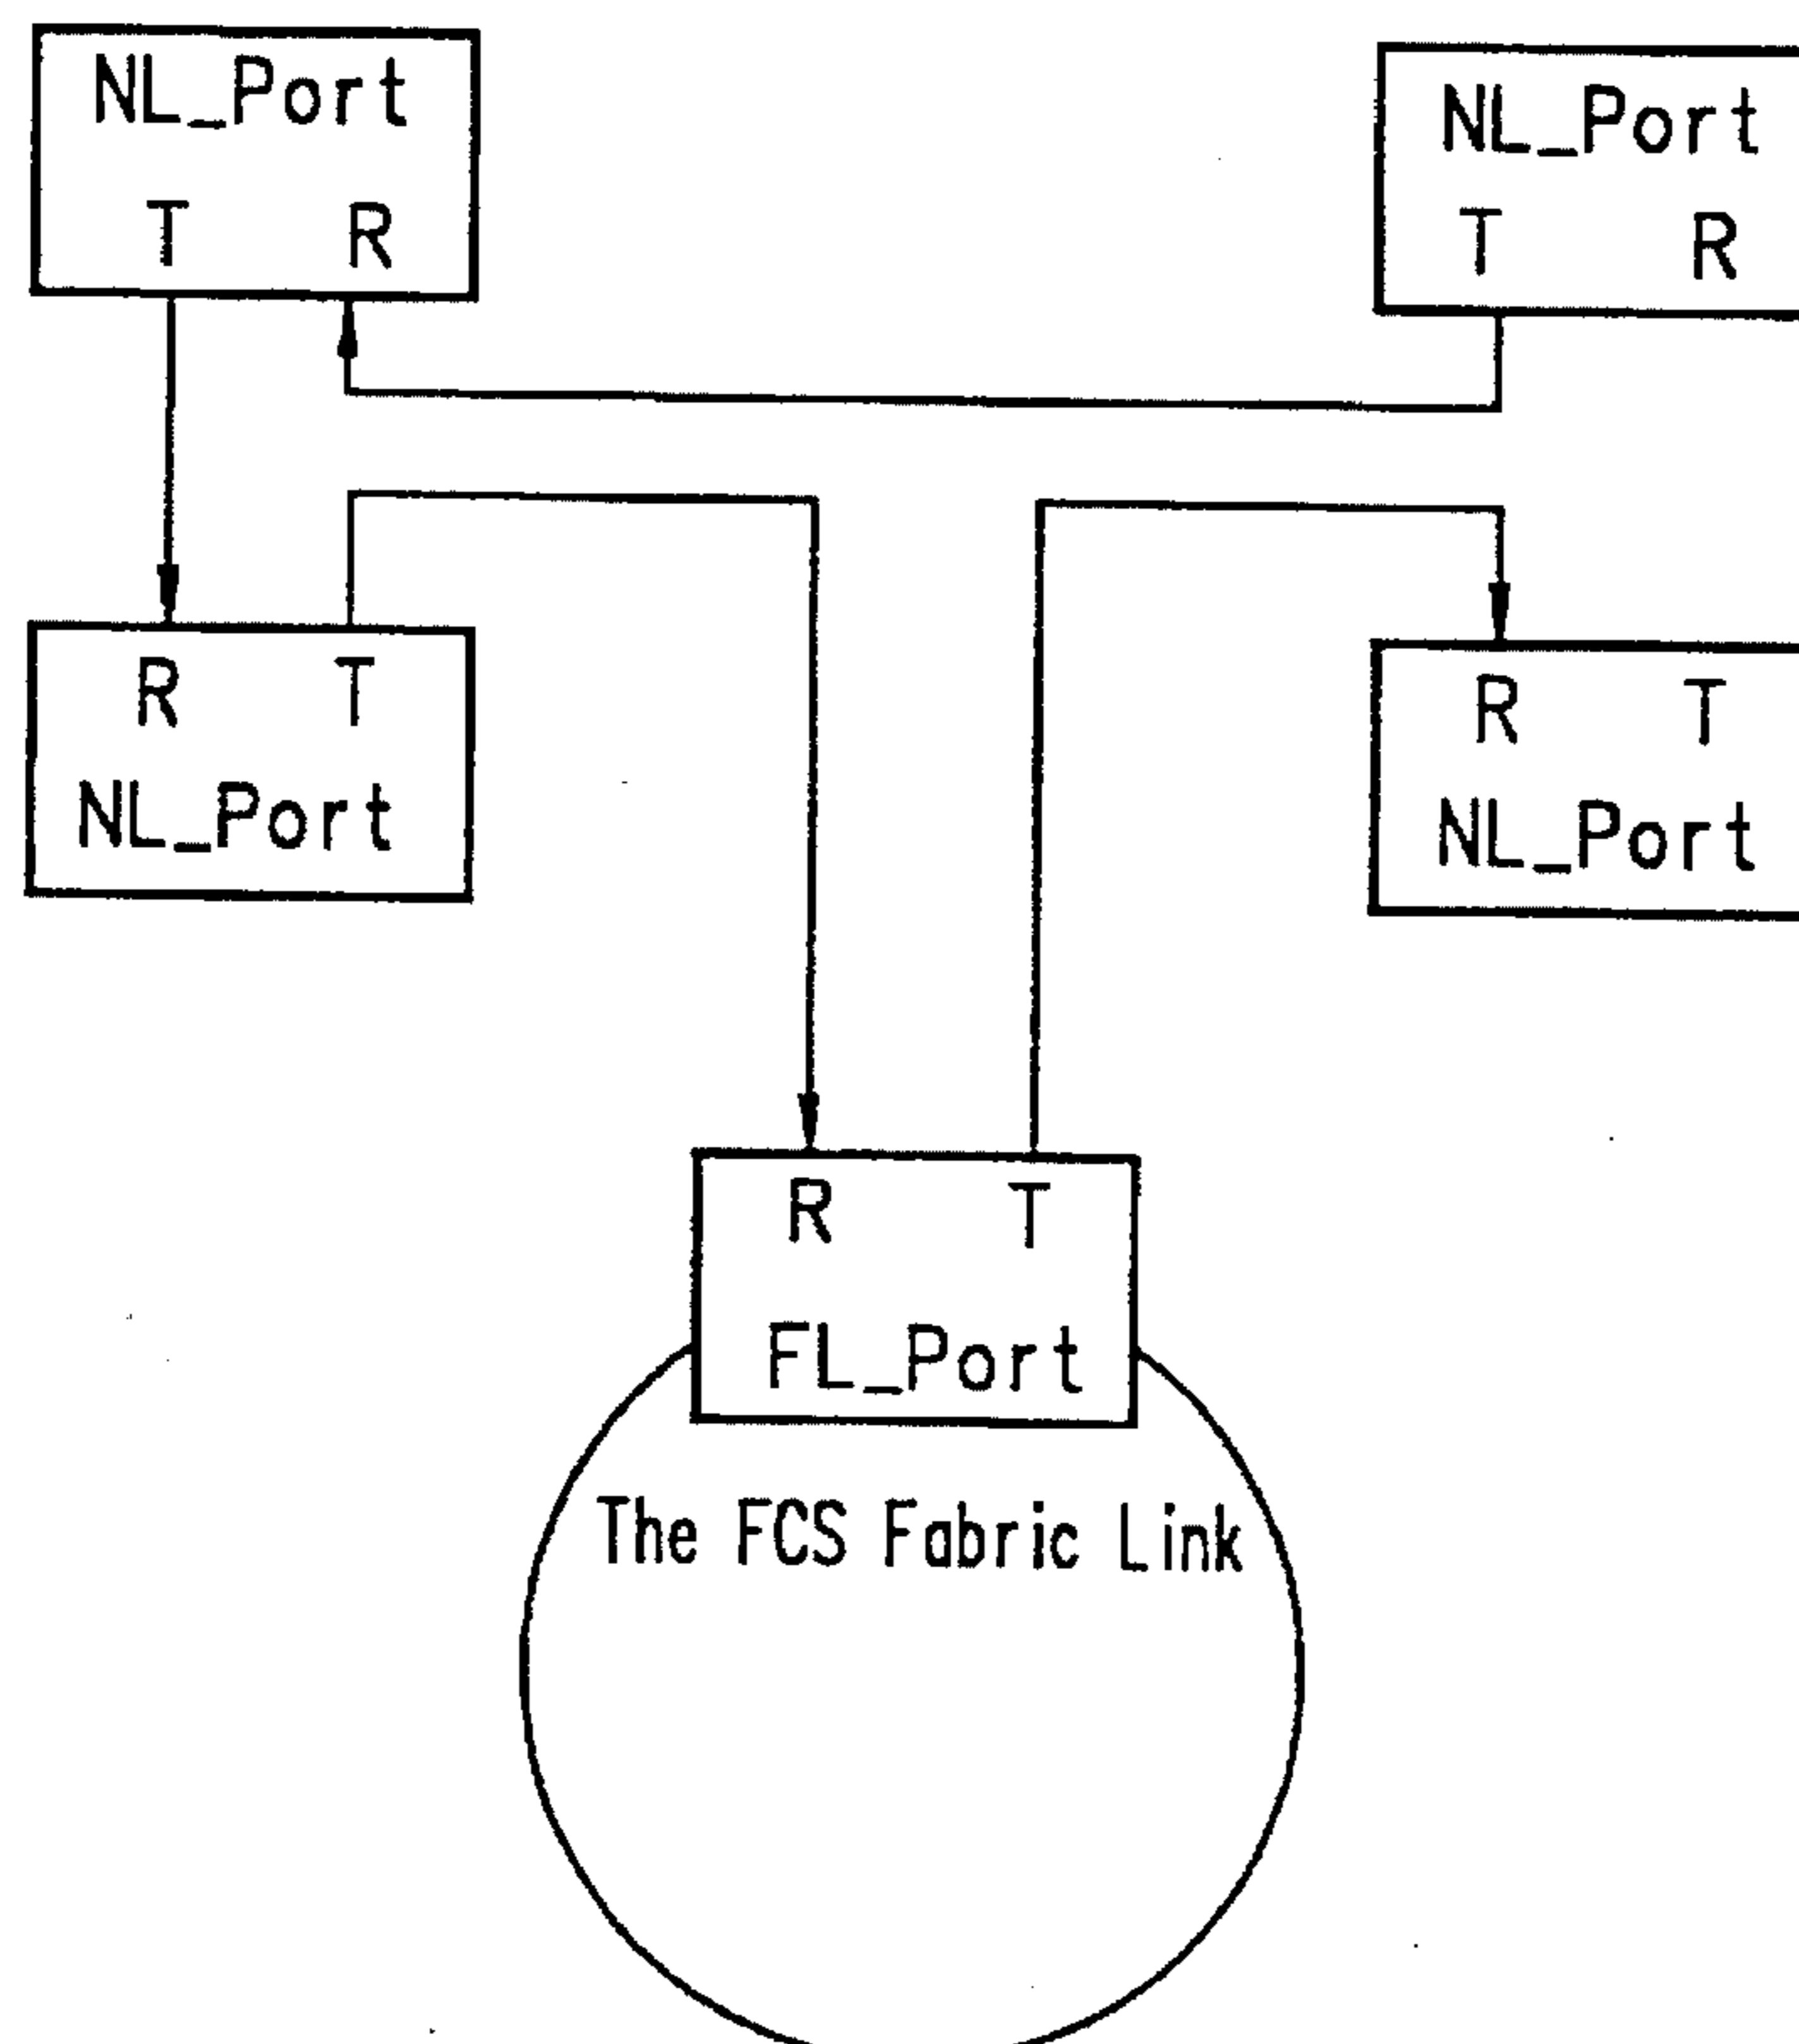 NL_Port
T R
NL_Port
T R
R T
NL_Port
R T
NL_Port
R T
FL_Port
The FCS Fabric Link